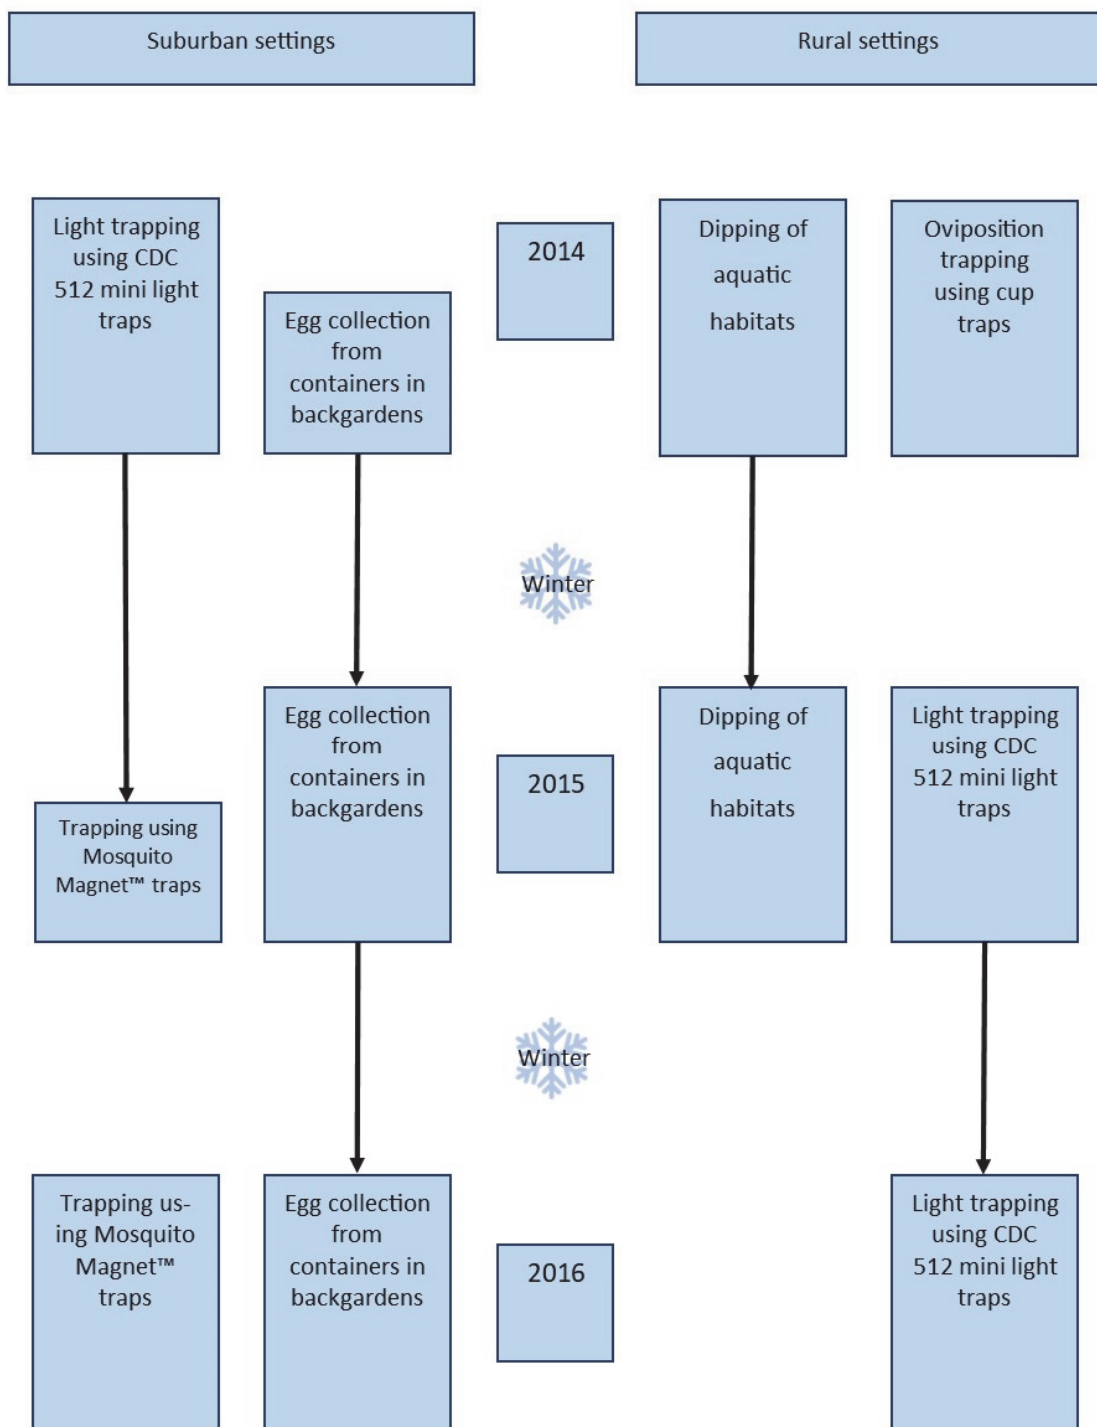 Suburban settings
Rural settings
Light trapping
using CDC
512 mini light
traps
Egg collection
from
containers in
backgardens
2014
Dipping of
aquatic
habitats
Oviposition
trapping
using cup
traps
Winter
Trapping using
Mosquito
Magnet™ traps
Egg collection
from
containers in
backgardens
2015
Dipping of
aquatic
habitats
Light trapping
using CDC
512 mini light
traps
Winter
Trapping us-
ing Mosquito
Magnet™
traps
Egg collection
from
containers in
backgardens
2016
Light trapping
using CDC
512 mini light
traps